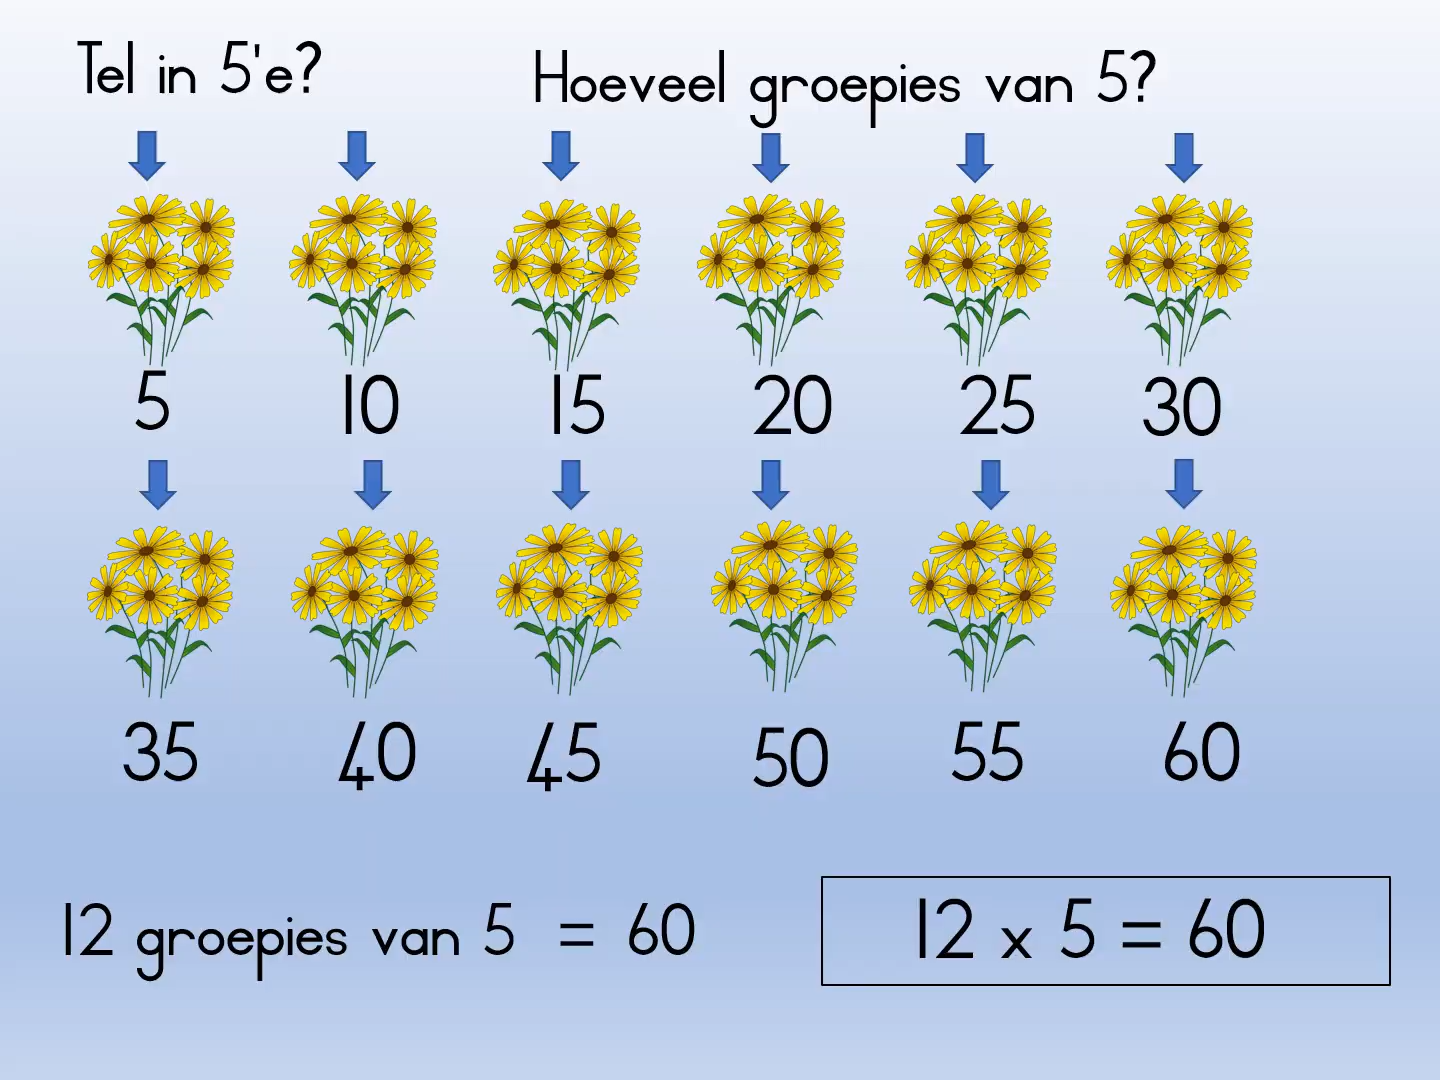 Tel in 5'e?
Hoeveel groepies van 5?
5 10 15 20 25 30
35 40 45 50 55 60
12 groepies van 5 = 60
12 x 5 = 60